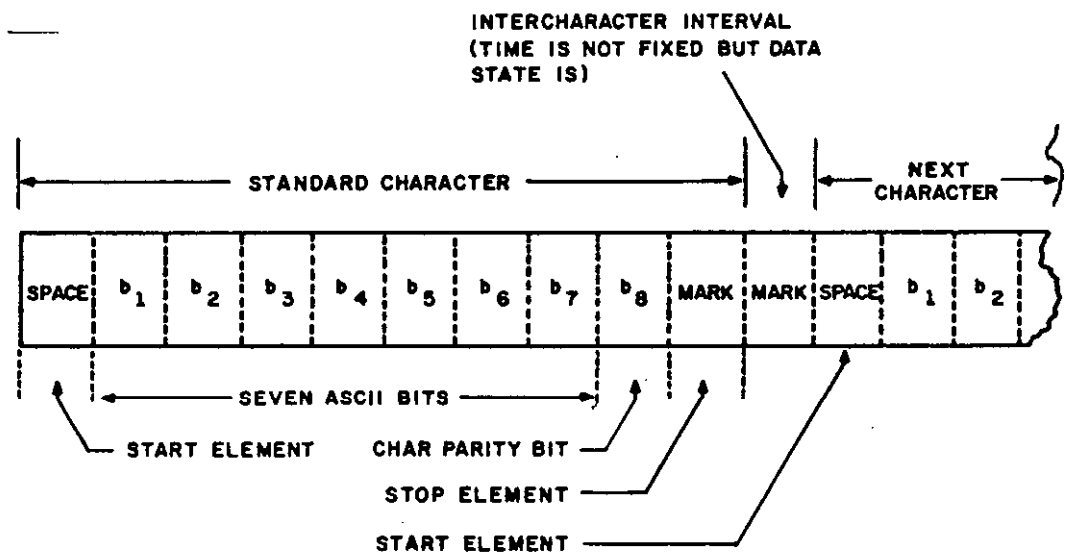 INTERCHARACTER INTERVAL
(TIME IS NOT FIXED BUT DATA
STATE IS)
STANDARD CHARACTER
NEXT
CHARACTER
SPACE b1 b2 b3 b4 b5 b6 b7 b8 MARK MARK SPACE b1 b2
SEVEN ASCII BITS
START ELEMENT
CHAR PARITY BIT
STOP ELEMENT
START ELEMENT